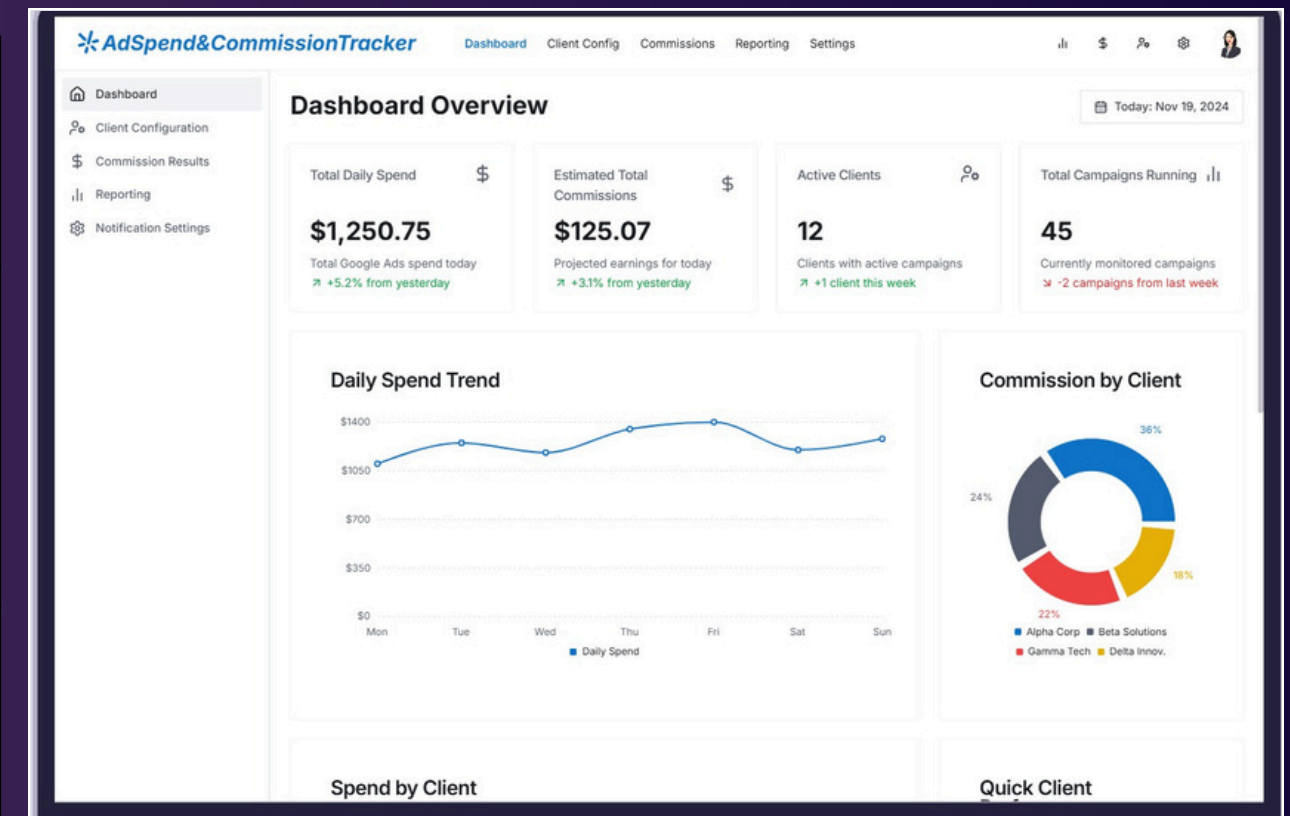 AdSpend&CommissionTracker
Dashboard Client Config Commissions Reporting Settings
Dashboard
Client Configuration
Commission Results
Reporting
Notification Settings
Dashboard Overview
Today: Nov 19, 2024
Total Daily Spend
$1,250.75
Total Google Ads spend today
+5.2% from yesterday
Estimated Total
Commissions
$125.07
Projected earnings for today
+3.1% from yesterday
Active Clients
12
Clients with active campaigns
+1 client this week
Total Campaigns Running
45
Currently monitored campaigns
-2 campaigns from last week
Daily Spend Trend
$1400
$1050
$700
$350
$0
Mon Tue Wed Thu Fri Sat Sun
Daily Spend
Commission by Client
36%
24%
18%
22%
Alpha Corp Beta Solutions
Gamma Tech Delta Innov.
Spend by Client
Quick Client